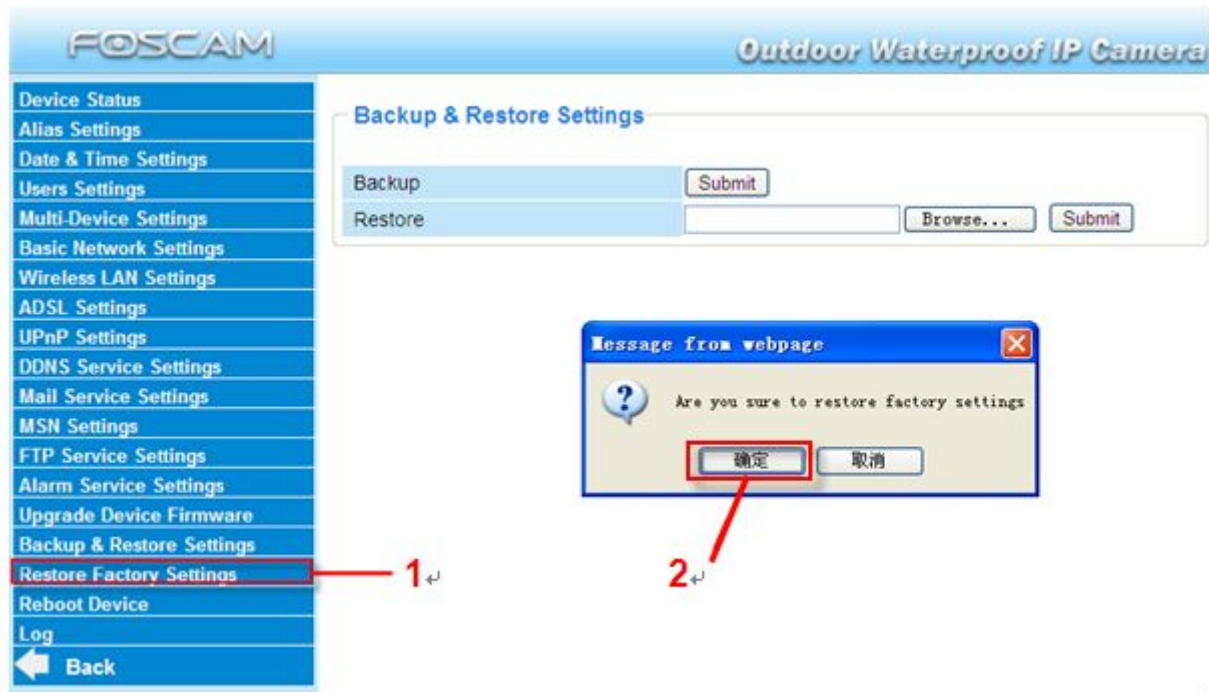 FOSCAM
Outdoor Waterproof IP Camera
Device Status
Alias Settings
Date & Time Settings
Users Settings
Multi-Device Settings
Basic Network Settings
Wireless LAN Settings
ADSL Settings
UPnP Settings
DDNS Service Settings
Mail Service Settings
MSN Settings
FTP Service Settings
Alarm Service Settings
Upgrade Device Firmware
Backup & Restore Settings
Restore Factory Settings
Reboot Device
Log
Back
Backup & Restore Settings
Backup Submit
Restore Browse... Submit
Message from webpage
Are you sure to restore factory settings
确定 取消
1
2